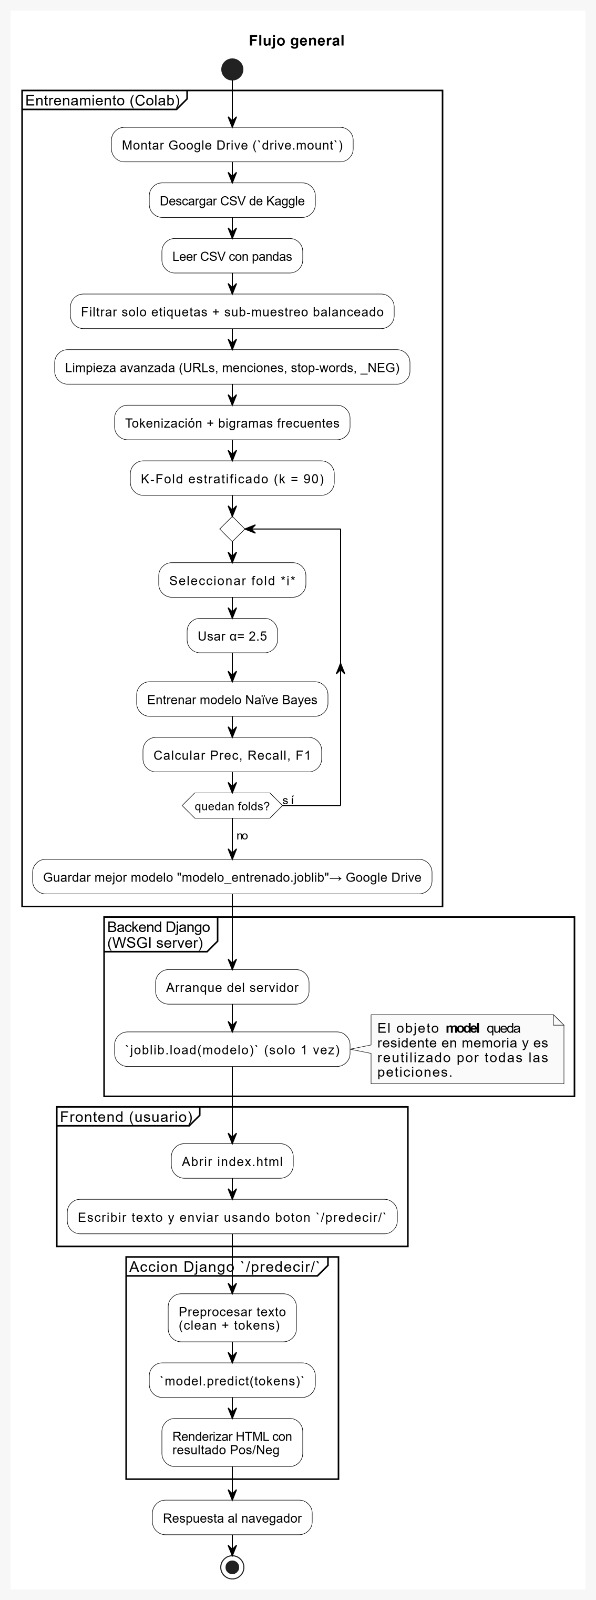 Flujo general
Entrenamiento (Colab)
Montar Google Drive (`drive.mount`)
Descargar CSV de Kaggle
Leer CSV con pandas
Filtrar solo etiquetas + sub-muestreo balanceado
Limpieza avanzada (URLs, menciones, stop-words, _NEG)
Tokenización + bigramas frecuentes
K-Fold estratificado (k = 90)
Seleccionar fold *i*
Usar α= 2.5
Entrenar modelo Naïve Bayes
Calcular Prec, Recall, F1
quedan folds?
sí
no
Guardar mejor modelo "modelo_entrenado.joblib"→ Google Drive
Backend Django
(WSGI server)
Arranque del servidor
`joblib.load(modelo)` (solo 1 vez)
El objeto model queda
residente en memoria y es
reutilizado por todas las
peticiones.
Frontend (usuario)
Abrir index.html
Escribir texto y enviar usando boton `/predecir/`
Accion Django `/predecir/`
Preprocesar texto
(clean + tokens)
`model.predict(tokens)`
Renderizar HTML con
resultado Pos/Neg
Respuesta al navegador